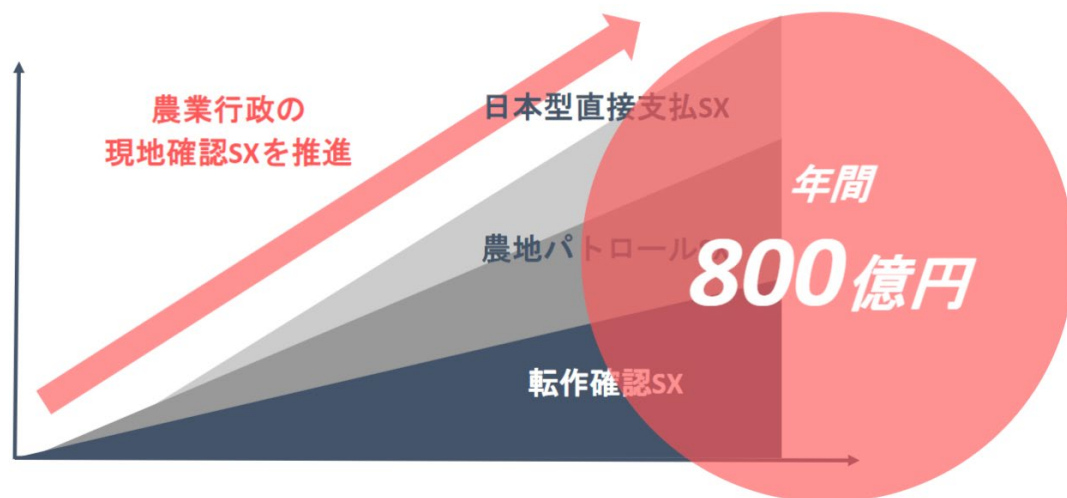 農業行政の
現地確認SXを推進
日本型直接支払SX
農地パトロールSX
転作確認SX
年間
800億円